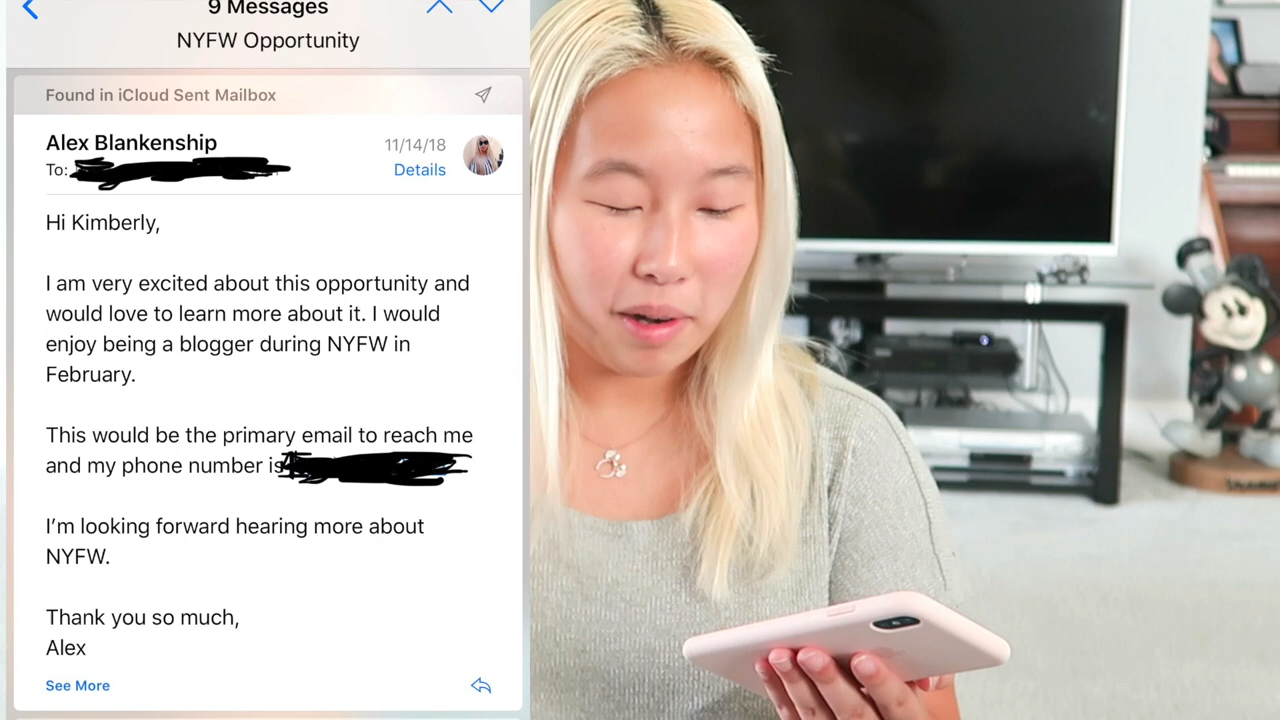 9 Messages
NYFW Opportunity
Found in iCloud Sent Mailbox
Alex Blankenship
11/14/18
To:
Details
Hi Kimberly,
I am very excited about this opportunity and
would love to learn more about it. I would
enjoy being a blogger during NYFW in
February.
This would be the primary email to reach me
and my phone number is
I'm looking forward hearing more about
NYFW.
Thank you so much,
Alex
See More